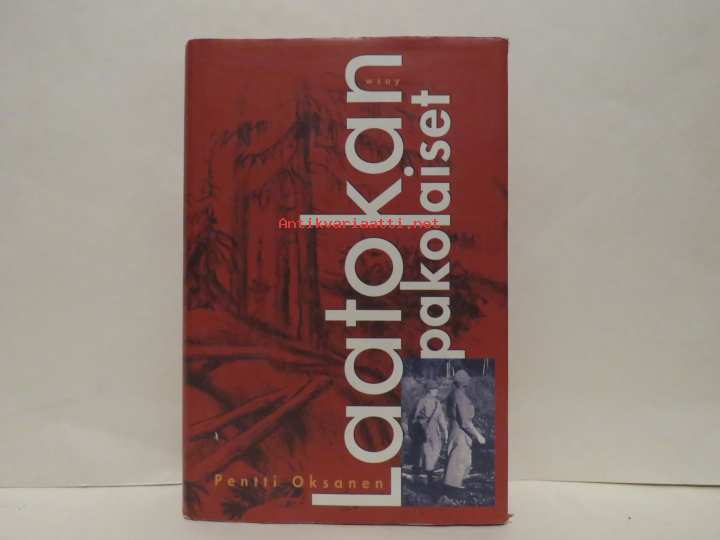 wsoy
Laatokan
pakolaiset
Antikvariaatti.net
Pentti Oksanen